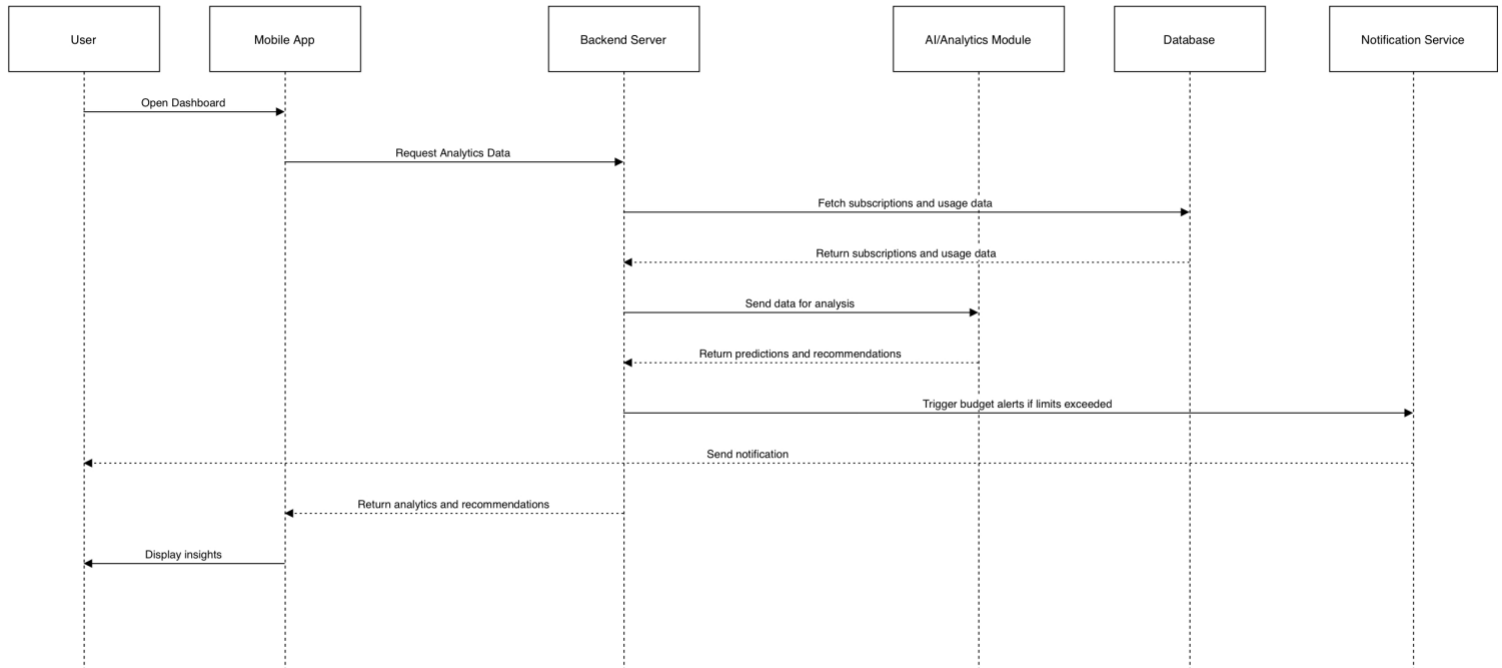 User
Mobile App
Backend Server
AI/Analytics Module
Database
Notification Service
Open Dashboard
Request Analytics Data
Fetch subscriptions and usage data
Return subscriptions and usage data
Send data for analysis
Return predictions and recommendations
Trigger budget alerts if limits exceeded
Send notification
Return analytics and recommendations
Display insights